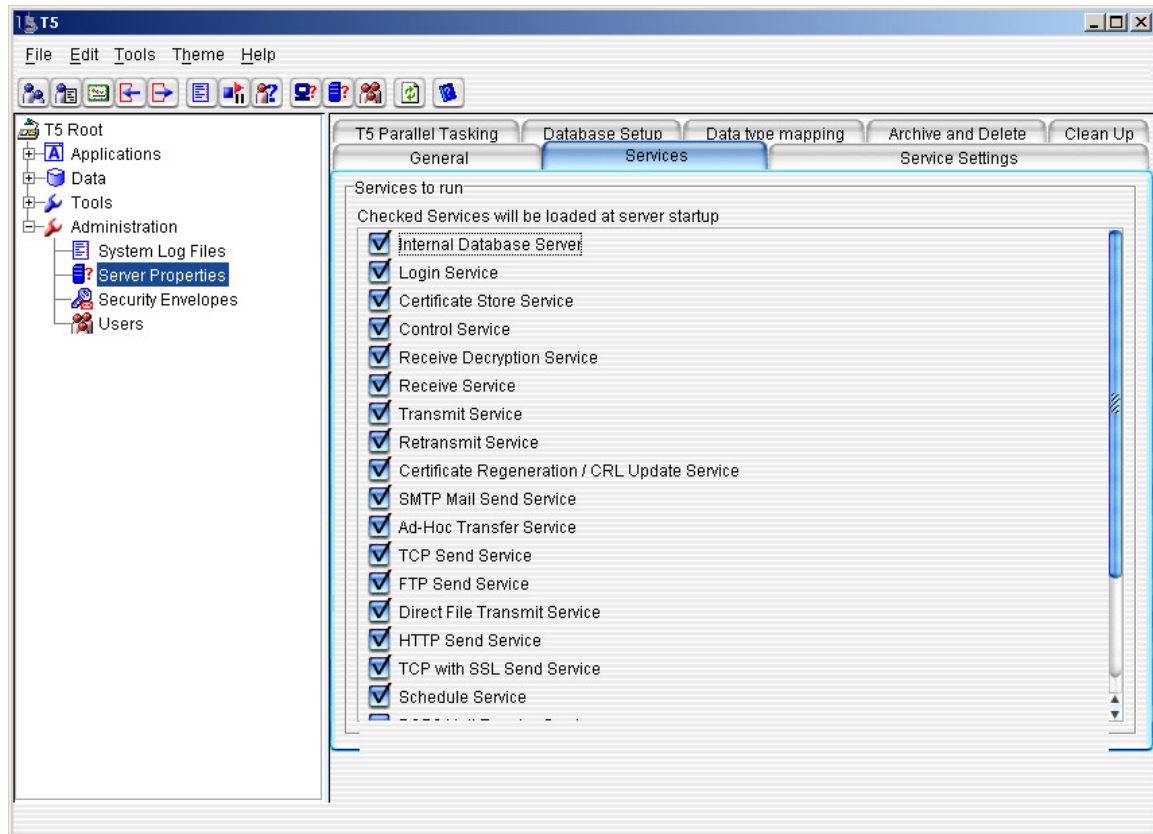 T5
File Edit Tools Theme Help
T5 Root
Applications
Data
Tools
Administration
System Log Files
Server Properties
Security Envelopes
Users
T5 Parallel Tasking Database Setup Data type mapping Archive and Delete Clean Up
General Services Service Settings
Services to run
Checked Services will be loaded at server startup
Internal Database Server
Login Service
Certificate Store Service
Control Service
Receive Decryption Service
Receive Service
Transmit Service
Retransmit Service
Certificate Regeneration / CRL Update Service
SMTP Mail Send Service
Ad-Hoc Transfer Service
TCP Send Service
FTP Send Service
Direct File Transmit Service
HTTP Send Service
TCP with SSL Send Service
Schedule Service